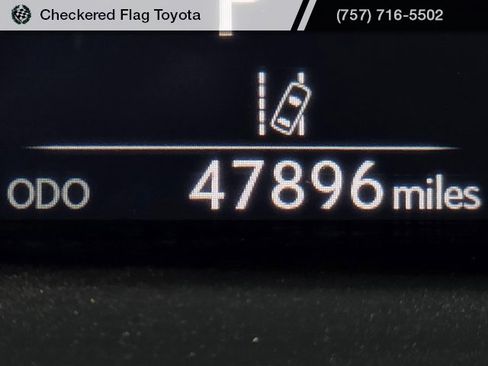 Checkered Flag Toyota
(757) 716-5502
ODO 47896 miles